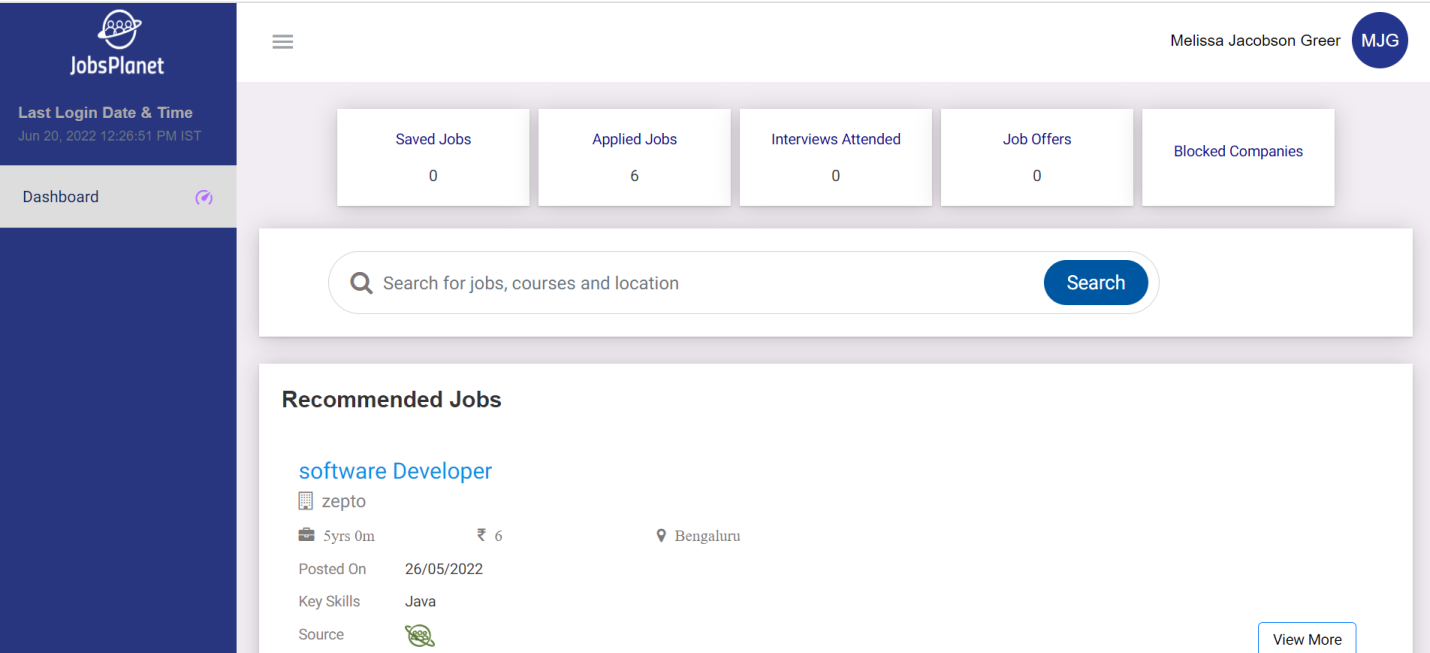 JobsPlanet
Last Login Date & Time
Jun 20, 2022 12:26:51 PM IST
Dashboard
Melissa Jacobson Greer
MJG
Saved Jobs
0
Applied Jobs
6
Interviews Attended
0
Job Offers
0
Blocked Companies
Search for jobs, courses and location
Search
Recommended Jobs
software Developer
zepto
5yrs 0m ₹ 6 Bengaluru
Posted On 26/05/2022
Key Skills Java
Source
View More